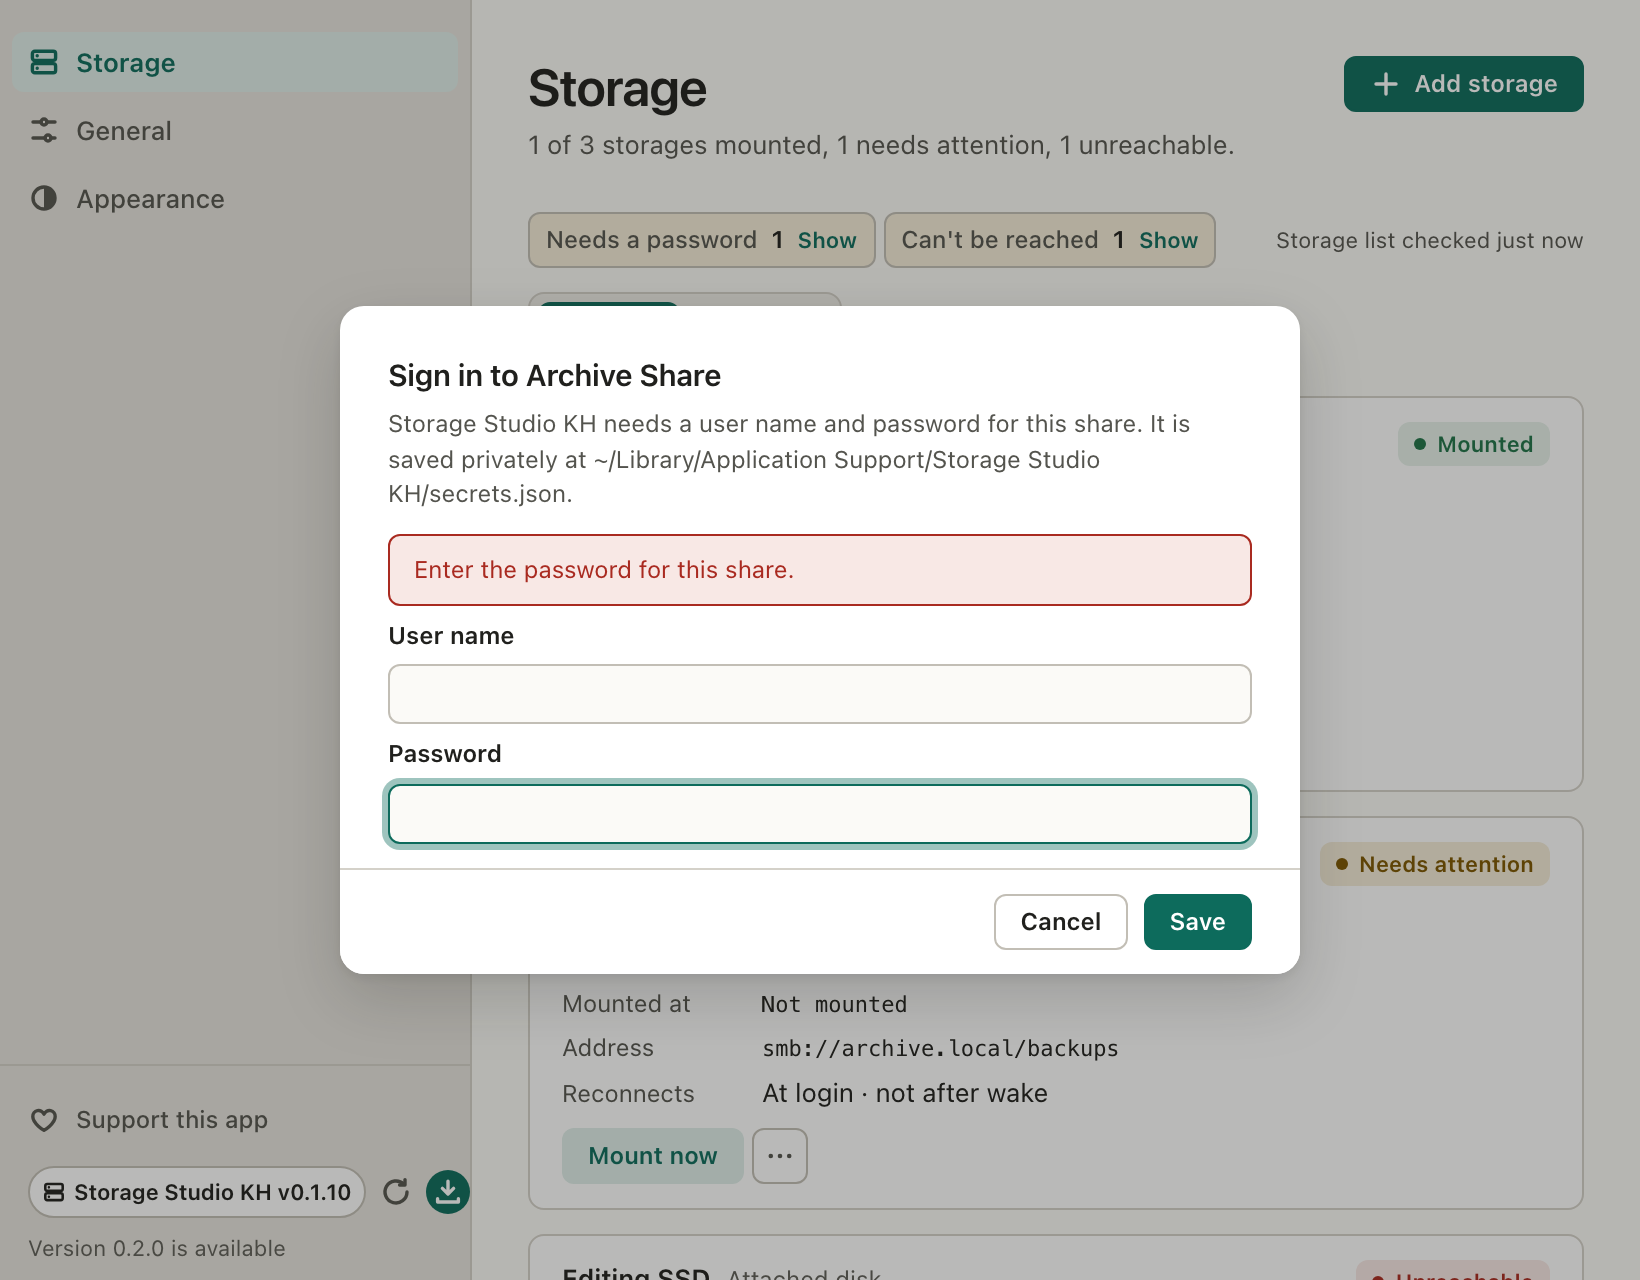 Storage
General
Appearance
Storage
1 of 3 storages mounted, 1 needs attention, 1 unreachable.
Add storage
Needs a password 1 Show
Can't be reached 1 Show
Storage list checked just now
Mounted
Sign in to Archive Share
Storage Studio KH needs a user name and password for this share. It is
saved privately at ~/Library/Application Support/Storage Studio
KH/secrets.json.
Enter the password for this share.
User name
Password
Cancel
Save
Needs attention
Mounted at Not mounted
Address smb://archive.local/backups
Reconnects At login · not after wake
Mount now
Editing SSD Attached disk
Unreachable
Support this app
Storage Studio KH v0.1.10
Version 0.2.0 is available